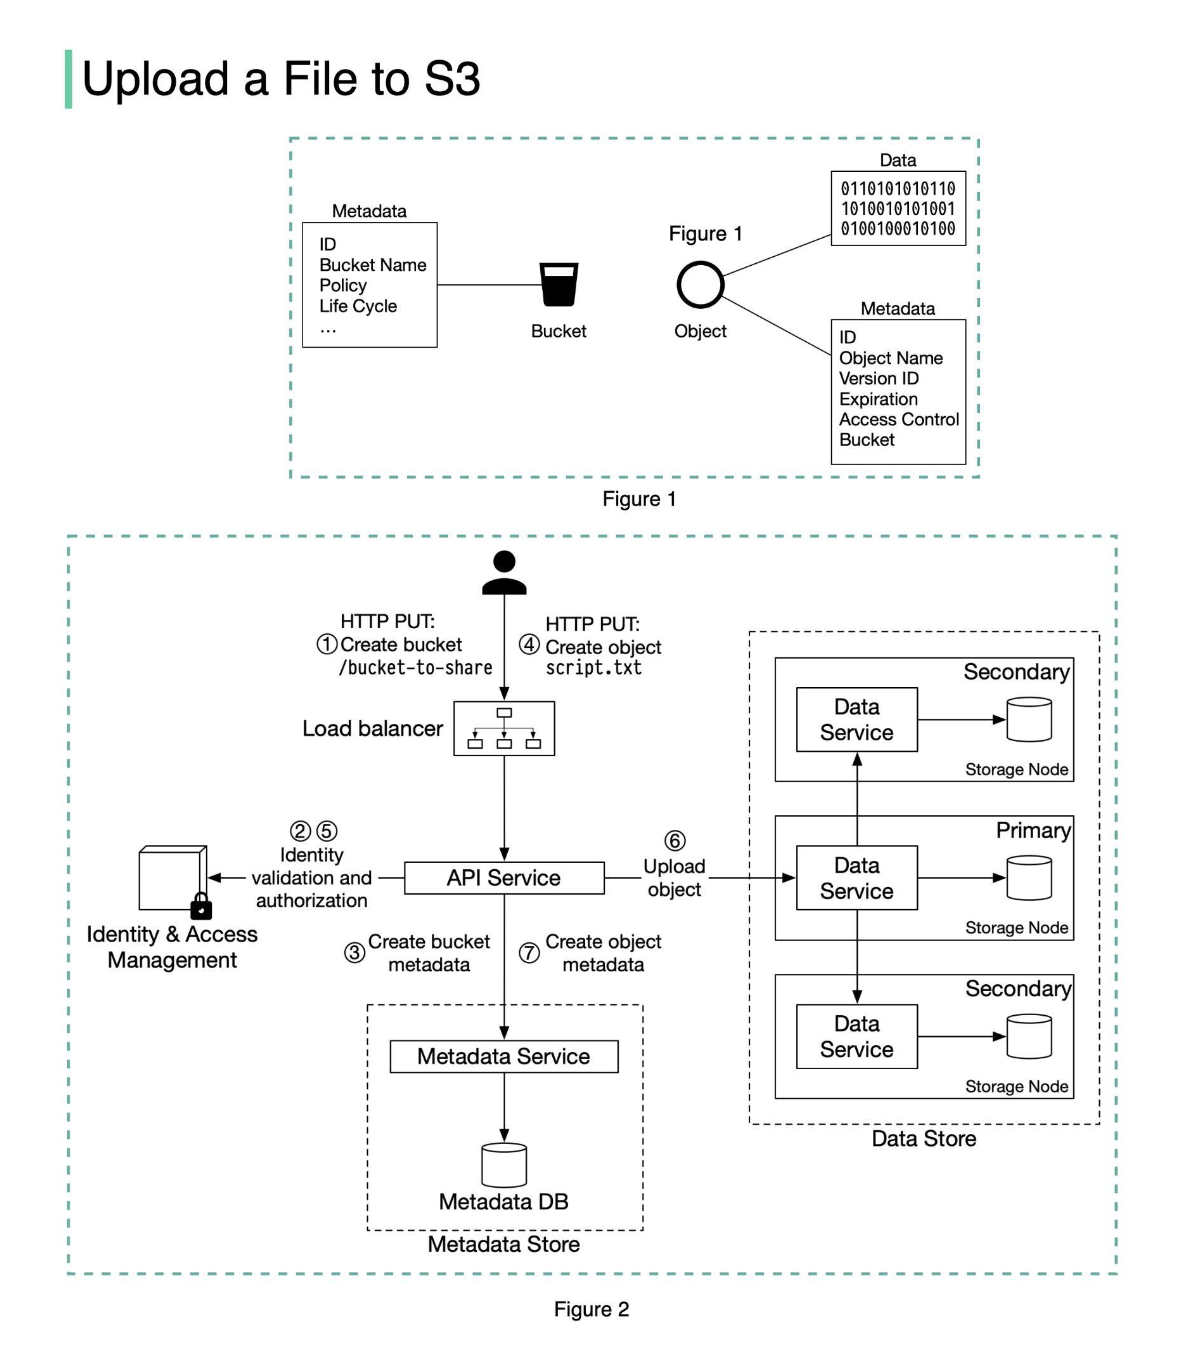 Upload a File to S3
Metadata
ID
Bucket Name
Policy
Life Cycle
...
Bucket
Figure 1
Object
Data
0110101010110
1010010101001
0100100010100
Metadata
ID
Object Name
Version ID
Expiration
Access Control
Bucket
Figure 1
HTTP PUT:
① Create bucket
/bucket-to-share
HTTP PUT:
④ Create object
script.txt
Load balancer
② ⑤
Identity
validation and
authorization
Identity & Access
Management
API Service
⑥
Upload
object
③ Create bucket
metadata
⑦ Create object
metadata
Metadata Service
Metadata DB
Metadata Store
Secondary
Data
Service
Storage Node
Primary
Data
Service
Storage Node
Secondary
Data
Service
Storage Node
Data Store
Figure 2